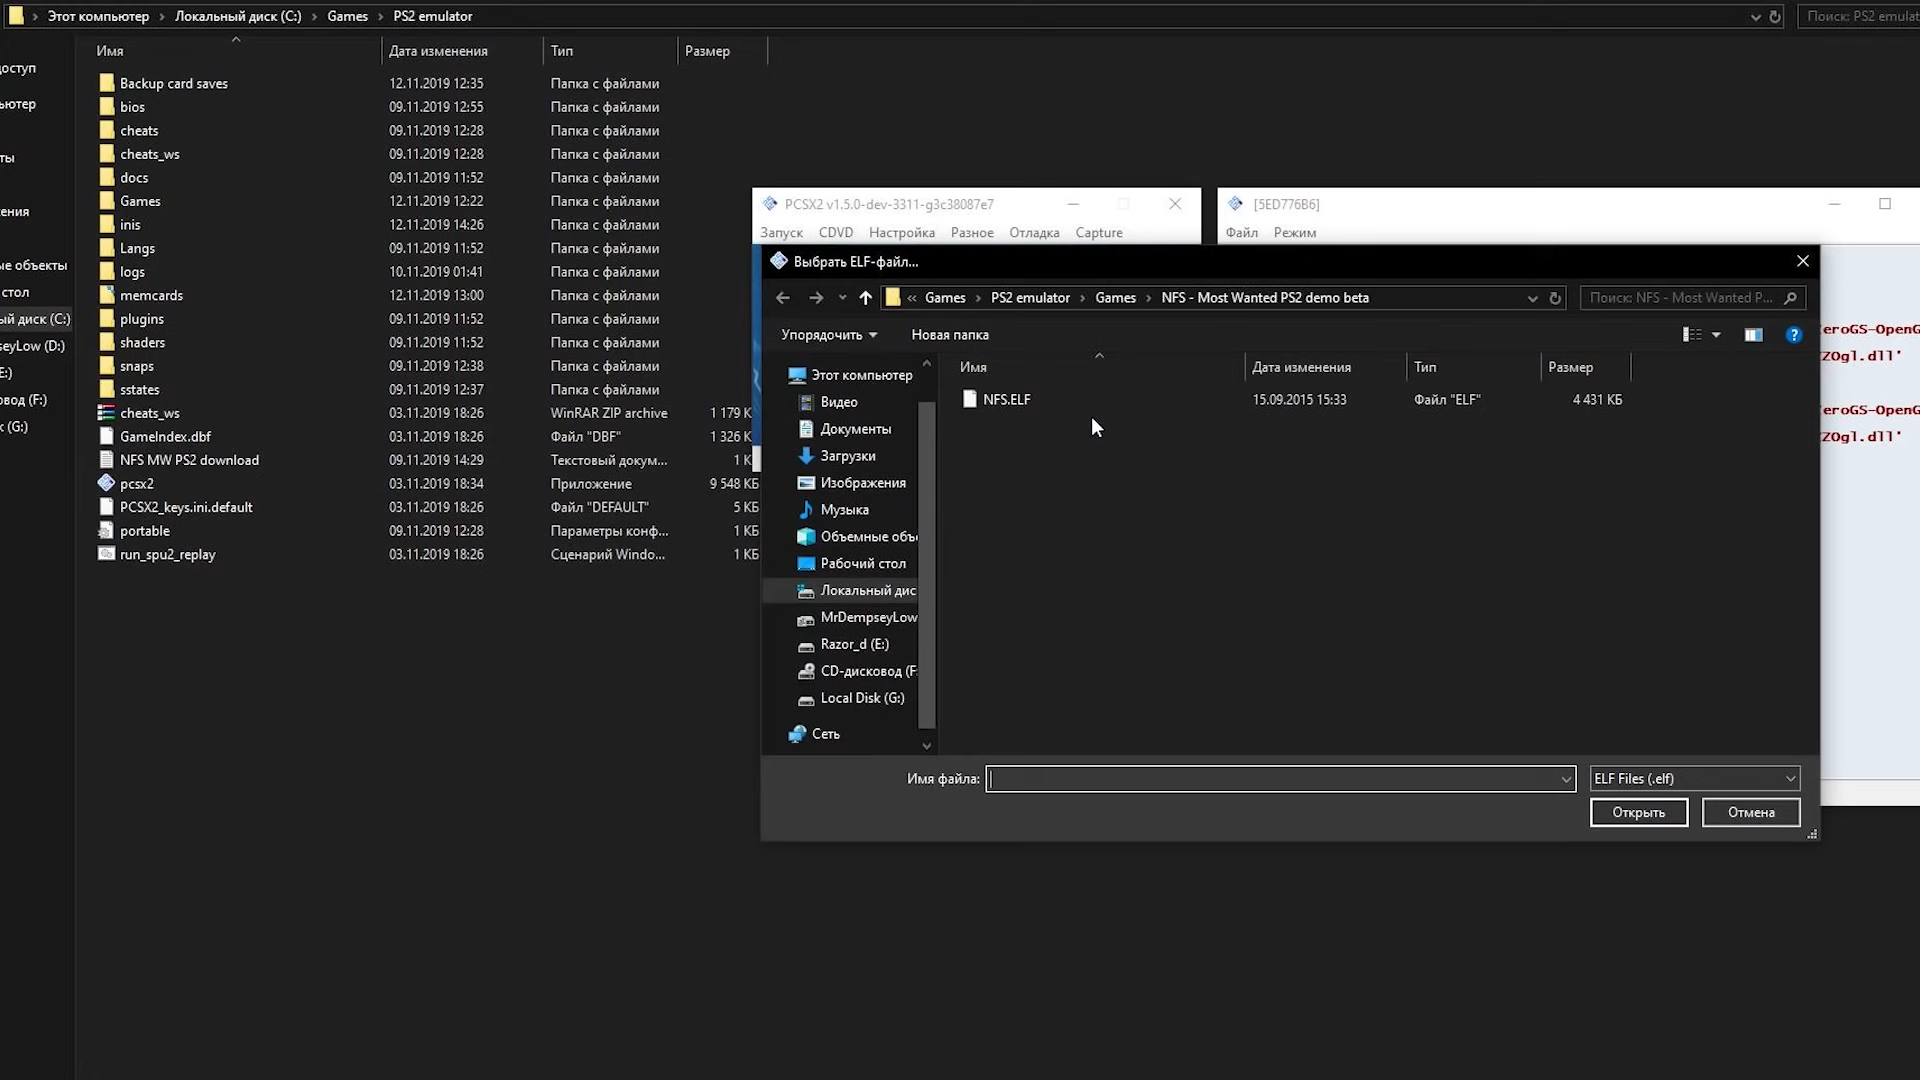 Этот компьютер › Локальный диск (C:) › Games › PS2 emulator
Поиск: PS2 emulat
Имя Дата изменения Тип Размер
Backup card saves 12.11.2019 12:35 Папка с файлами
bios 09.11.2019 12:55 Папка с файлами
cheats 09.11.2019 12:28 Папка с файлами
cheats_ws 09.11.2019 12:28 Папка с файлами
docs 09.11.2019 11:52 Папка с файлами
Games 12.11.2019 12:22 Папка с файлами
inis 12.11.2019 14:26 Папка с файлами
Langs 09.11.2019 11:52 Папка с файлами
logs 10.11.2019 01:41 Папка с файлами
memcards 12.11.2019 13:00 Папка с файлами
plugins 09.11.2019 11:52 Папка с файлами
shaders 09.11.2019 11:52 Папка с файлами
snaps 09.11.2019 12:38 Папка с файлами
sstates 09.11.2019 12:37 Папка с файлами
cheats_ws 03.11.2019 18:26 WinRAR ZIP archive 1 179 К
GameIndex.dbf 03.11.2019 18:26 Файл "DBF" 1 326 К
NFS MW PS2 download 09.11.2019 14:29 Текстовый докум... 1 К
pcsx2 03.11.2019 18:34 Приложение 9 548 КБ
PCSX2_keys.ini.default 03.11.2019 18:26 Файл "DEFAULT" 5 КБ
portable 09.11.2019 12:28 Параметры конф... 1 КБ
run_spu2_replay 03.11.2019 18:26 Сценарий Windo... 1 КБ
оступ
ьютер
ты
ения
ые объекты
стол
ый диск (C:)
seyLow (D:)
E:)
овод (F:)
к (G:)
PCSX2 v1.5.0-dev-3311-g3c38087e7
Запуск CDVD Настройка Разное Отладка Capture
[5ED776B6]
Файл Режим
Выбрать ELF-файл...
« Games › PS2 emulator › Games › NFS - Most Wanted PS2 demo beta
Поиск: NFS - Most Wanted P...
Упорядочить Новая папка
Этот компьютер
Видео
Документы
Загрузки
Изображения
Музыка
Объемные объ
Рабочий стол
Локальный дис
MrDempseyLow
Razor_d (E:)
CD-дисковод (F
Local Disk (G:)
Сеть
Имя Дата изменения Тип Размер
NFS.ELF 15.09.2015 15:33 Файл "ELF" 4 431 КБ
Имя файла:
ELF Files (.elf)
Открыть Отмена
eroGS-OpenG
ZOgl.dll'
eroGS-OpenG
ZOgl.dll'